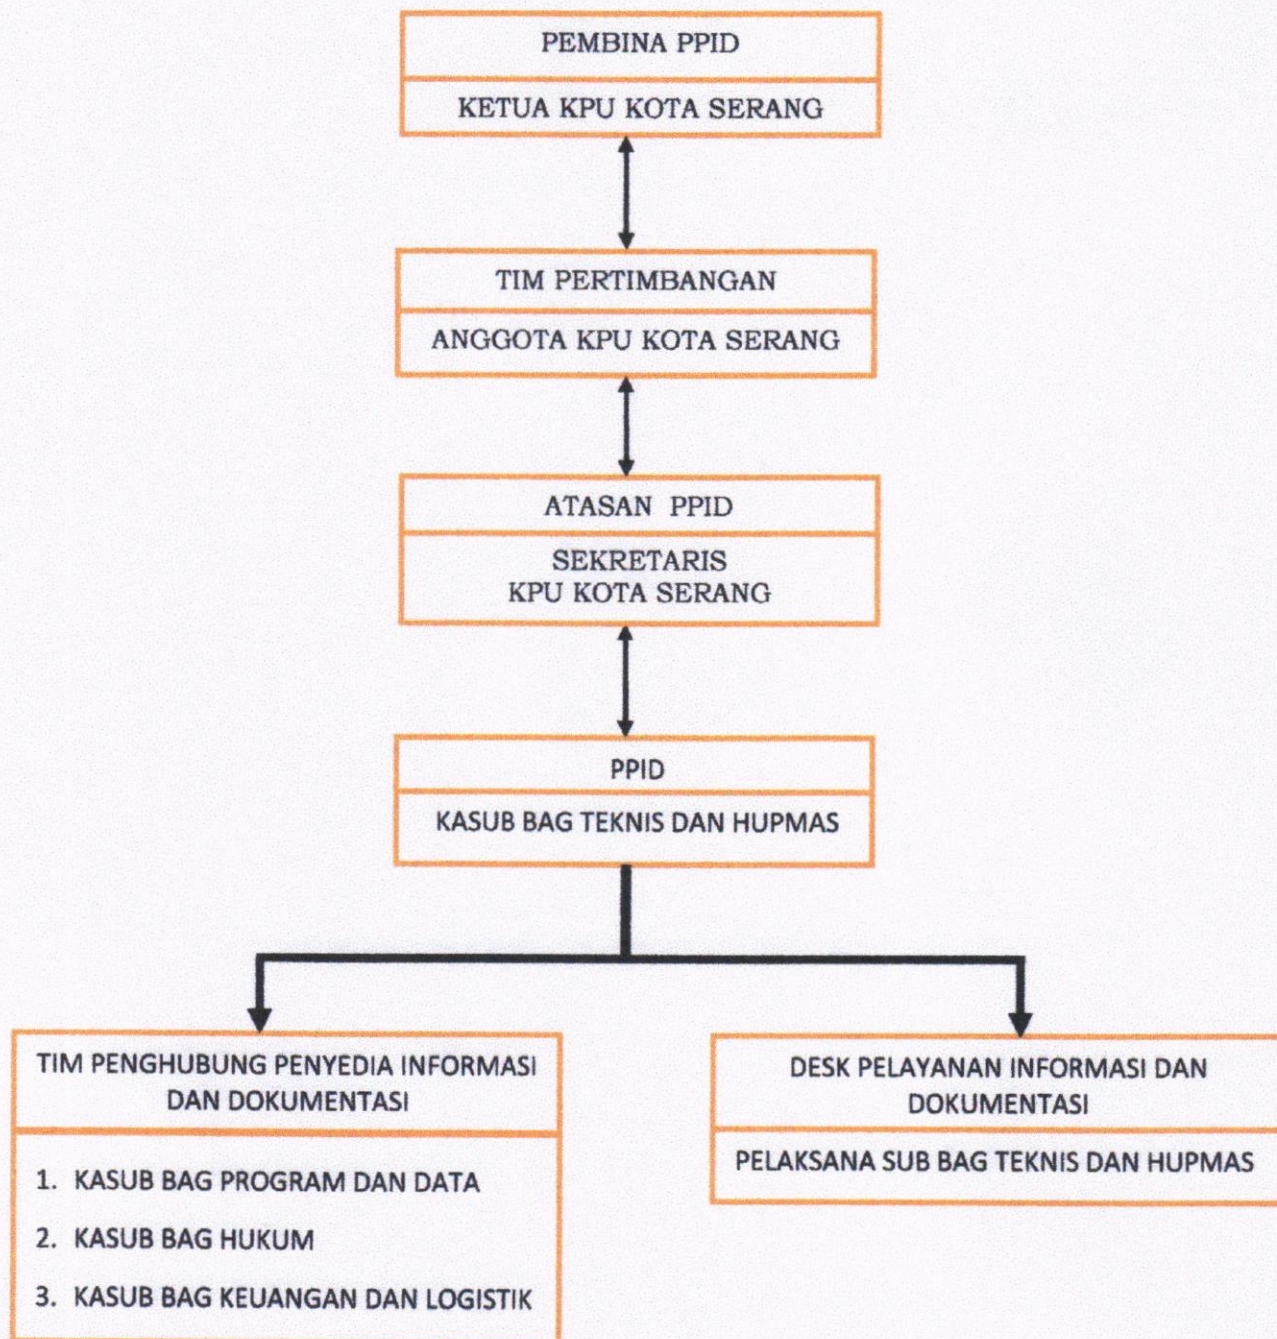 PEMBINA PPID
KETUA KPU KOTA SERANG
TIM PERTIMBANGAN
ANGGOTA KPU KOTA SERANG
ATASAN PPID
SEKRETARIS
KPU KOTA SERANG
PPID
KASUB BAG TEKNIS DAN HUPMAS
TIM PENGHUBUNG PENYEDIA INFORMASI
DAN DOKUMENTASI
1. KASUB BAG PROGRAM DAN DATA
2. KASUB BAG HUKUM
3. KASUB BAG KEUANGAN DAN LOGISTIK
DESK PELAYANAN INFORMASI DAN
DOKUMENTASI
PELAKSANA SUB BAG TEKNIS DAN HUPMAS